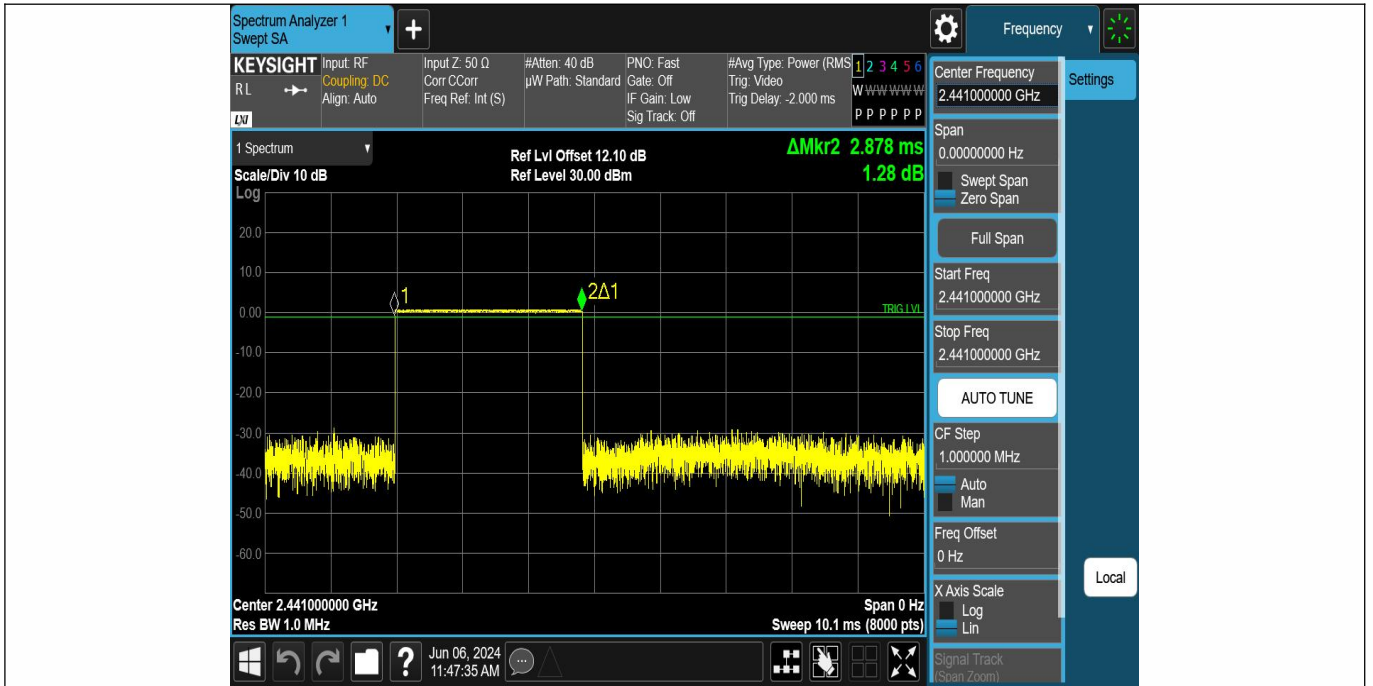 Spectrum Analyzer 1
Swept SA
+
Frequency
KEYSIGHT
R L
LXI
Input: RF
Coupling: DC
Align: Auto
Input Z: 50 Ω
Corr CCorr
Freq Ref: Int (S)
#Atten: 40 dB
µW Path: Standard
PNO: Fast
Gate: Off
IF Gain: Low
Sig Track: Off
#Avg Type: Power (RMS
Trig: Video
Trig Delay: -2.000 ms
1 2 3 4 5 6
W W W W W W
P P P P P P
1 Spectrum
Scale/Div 10 dB
Log
Ref Lvl Offset 12.10 dB
Ref Level 30.00 dBm
ΔMkr2 2.878 ms
1.28 dB
20.0
10.0
0.00
-10.0
-20.0
-30.0
-40.0
-50.0
-60.0
1
2Δ1
TRIG LVL
Center 2.441000000 GHz
Res BW 1.0 MHz
Span 0 Hz
Sweep 10.1 ms (8000 pts)
Center Frequency
2.441000000 GHz
Settings
Span
0.00000000 Hz
Swept Span
Zero Span
Full Span
Start Freq
2.441000000 GHz
Stop Freq
2.441000000 GHz
AUTO TUNE
CF Step
1.000000 MHz
Auto
Man
Freq Offset
0 Hz
X Axis Scale
Log
Lin
Local
Signal Track
(Span Zoom)
?
Jun 06, 2024
11:47:35 AM